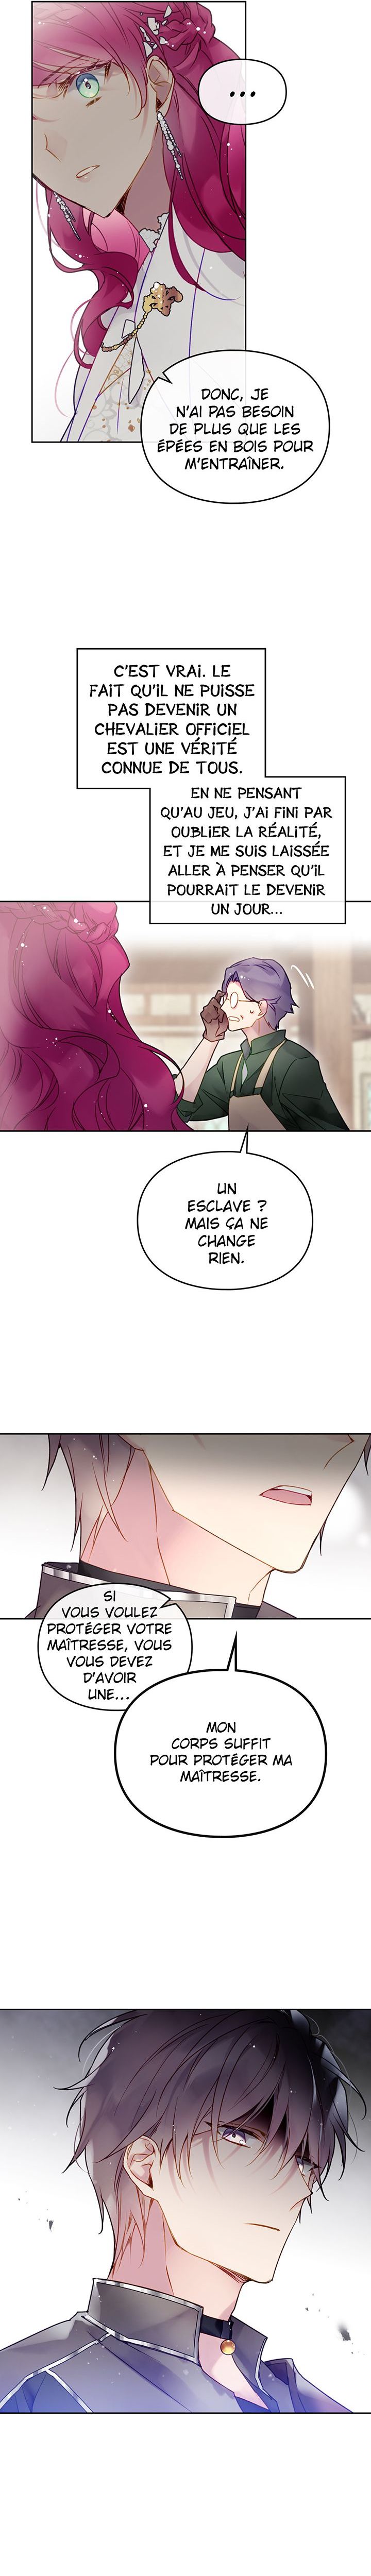 ...
DONC, JE
N'AI PAS BESOIN
DE PLUS QUE LES
ÉPÉES EN BOIS POUR
M'ENTRAÎNER.
C'EST VRAI. LE
FAIT QU'IL NE PUISSE
PAS DEVENIR UN
CHEVALIER OFFICIEL
EST UNE VÉRITÉ
CONNUE DE TOUS.
EN NE PENSANT
QU'AU JEU, J'AI FINI PAR
OUBLIER LA RÉALITÉ,
ET JE ME SUIS LAISSÉE
ALLER À PENSER QU'IL
POURRAIT LE DEVENIR
UN JOUR...
UN
ESCLAVE ?
MAIS ÇA NE
CHANGE
RIEN.
SI
VOUS VOULEZ
PROTÉGER VOTRE
MAÎTRESSE, VOUS
VOUS DEVEZ
D'AVOIR
UNE...
MON
CORPS SUFFIT
POUR PROTÉGER MA
MAÎTRESSE.